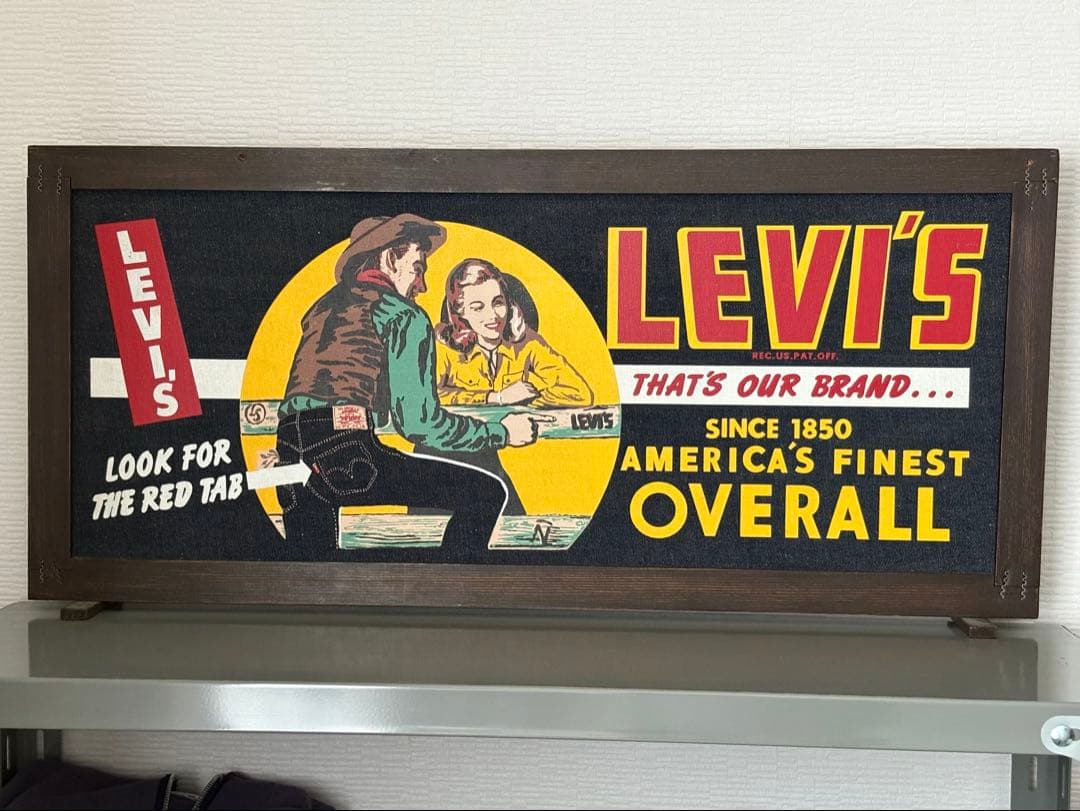 LEVI'S
LOOK FOR
THE RED TAB
LEVI'S
LEVI'S
REC.US.PAT.OFF.
THAT'S OUR BRAND...
SINCE 1850
AMERICA'S FINEST
OVERALL